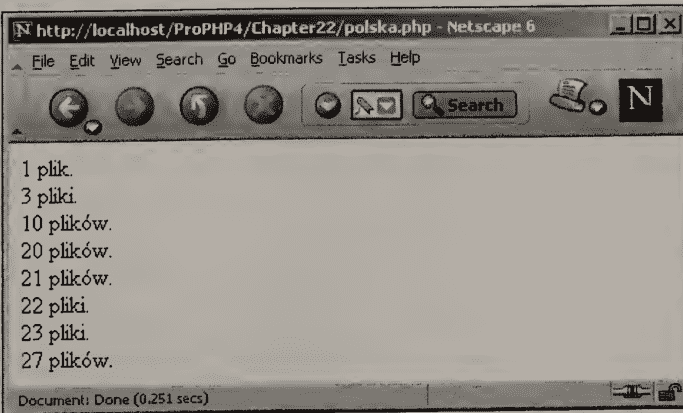 N http://localhost/ProPHP4/Chapter22/polska.php - Netscape 6
File Edit View Search Go Bookmarks Tasks Help
Search N
1 plik.
3 pliki.
10 plików.
20 plików.
21 plików.
22 pliki.
23 pliki.
27 plików.
Document: Done (0.251 secs)